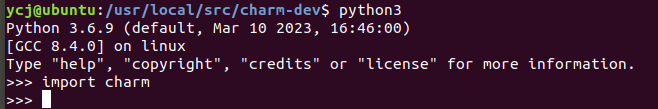 ycj@ubuntu:/usr/local/src/charm-dev$ python3
Python 3.6.9 (default, Mar 10 2023, 16:46:00)
[GCC 8.4.0] on linux
Type "help", "copyright", "credits" or "license" for more information.
>>> import charm
>>>